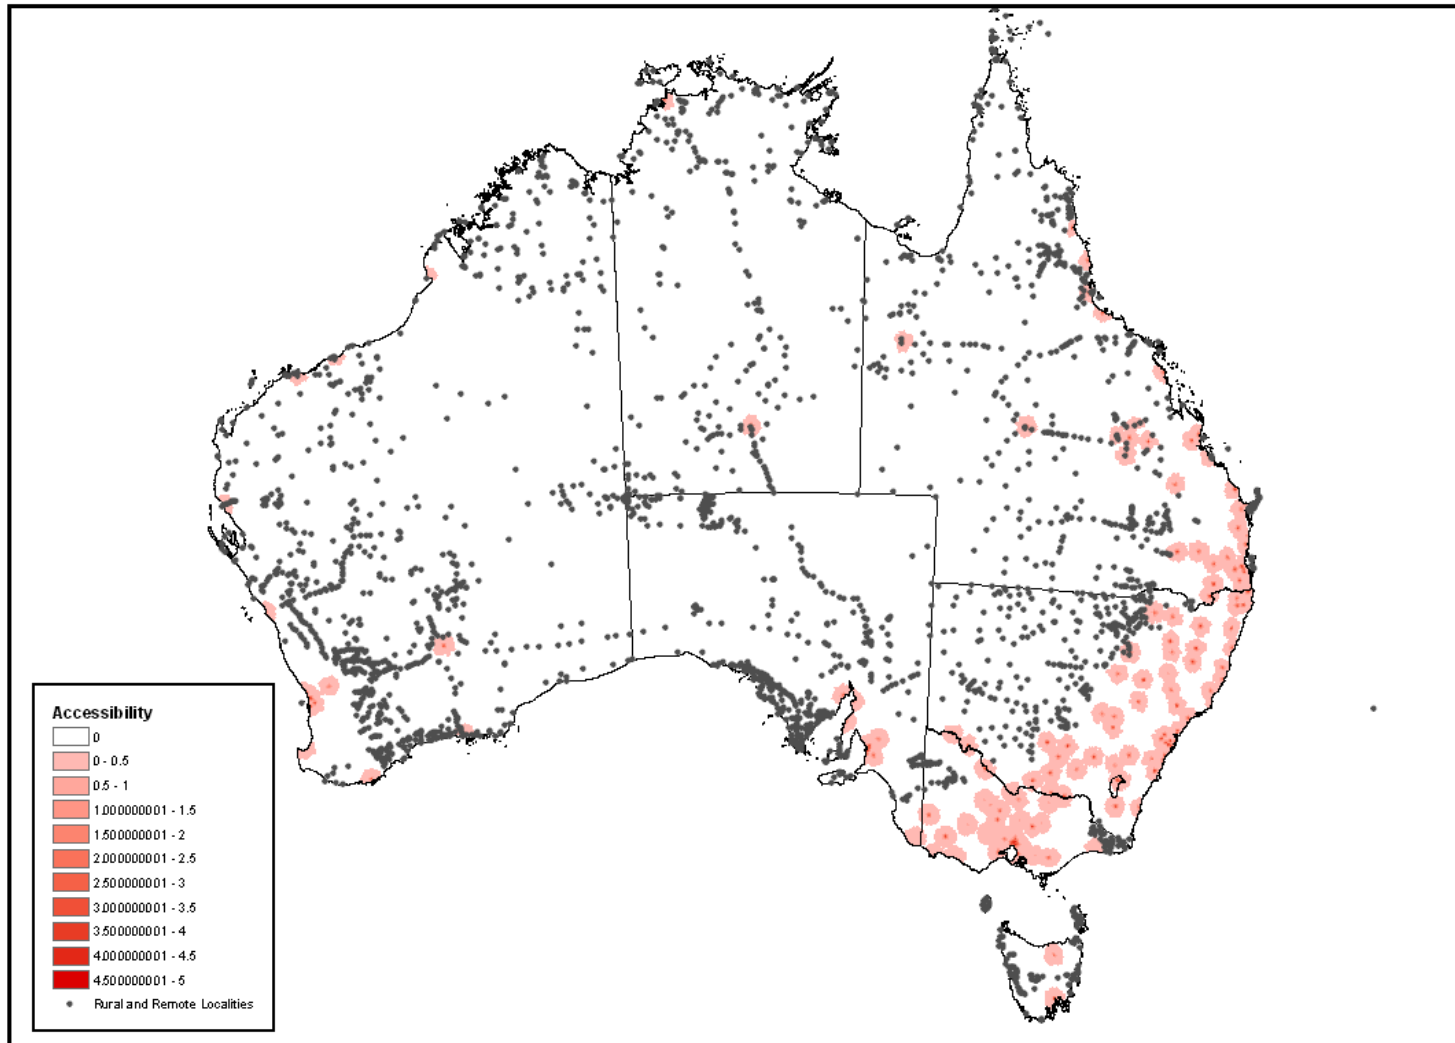 Accessibility
0
0 - 0.5
0.5 - 1
1.000000001 - 1.5
1.500000001 - 2
2.000000001 - 2.5
2.500000001 - 3
3.000000001 - 3.5
3.500000001 - 4
4.000000001 - 4.5
4.500000001 - 5
Rural and Remote Localities